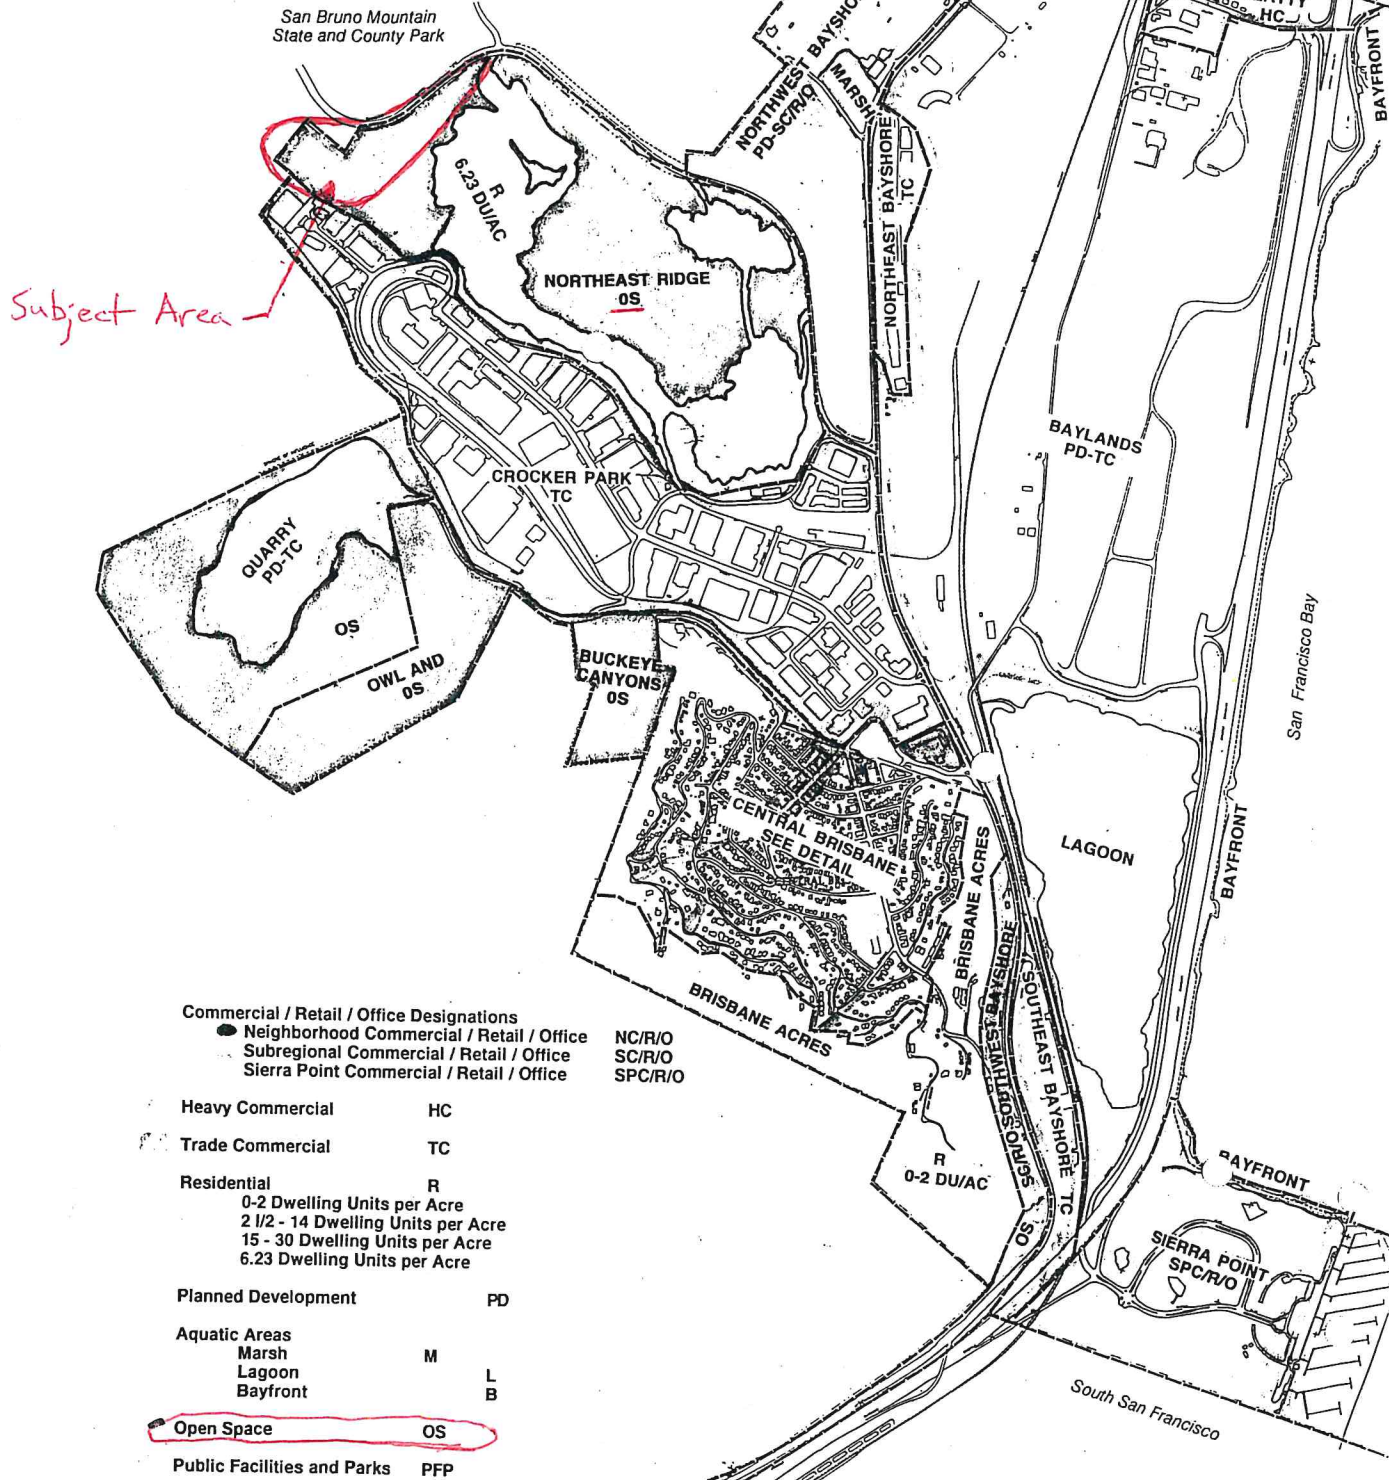 San Bruno Mountain
State and County Park
HC
BAYFRONT
NORTHWEST BAYSHORE
PD-SC/R/O
MARSH
NORTHEAST BAYSHORE
TC
R
6.23 DU/AC
NORTHEAST RIDGE
OS
Subject Area
BAYLANDS
PD-TC
CROCKER PARK
TC
QUARRY
PD-TC
OS
OWL AND
OS
BUCKEYE
CANYONS
OS
San Francisco Bay
CENTRAL BRISBANE
SEE DETAIL
LAGOON
BAYFRONT
BRISBANE ACRES
BRISBANE ACRES
SOUTHWEST BAYSHORE
SC/R/O
SOUTHEAST BAYSHORE
TC
R
0-2 DU/AC
OS
BAYFRONT
SIERRA POINT
SPC/R/O
South San Francisco
Commercial / Retail / Office Designations
Neighborhood Commercial / Retail / Office NC/R/O
Subregional Commercial / Retail / Office SC/R/O
Sierra Point Commercial / Retail / Office SPC/R/O
Heavy Commercial HC
Trade Commercial TC
Residential R
0-2 Dwelling Units per Acre
2 1/2 - 14 Dwelling Units per Acre
15 - 30 Dwelling Units per Acre
6.23 Dwelling Units per Acre
Planned Development PD
Aquatic Areas
Marsh M
Lagoon L
Bayfront B
Open Space OS
Public Facilities and Parks PFP